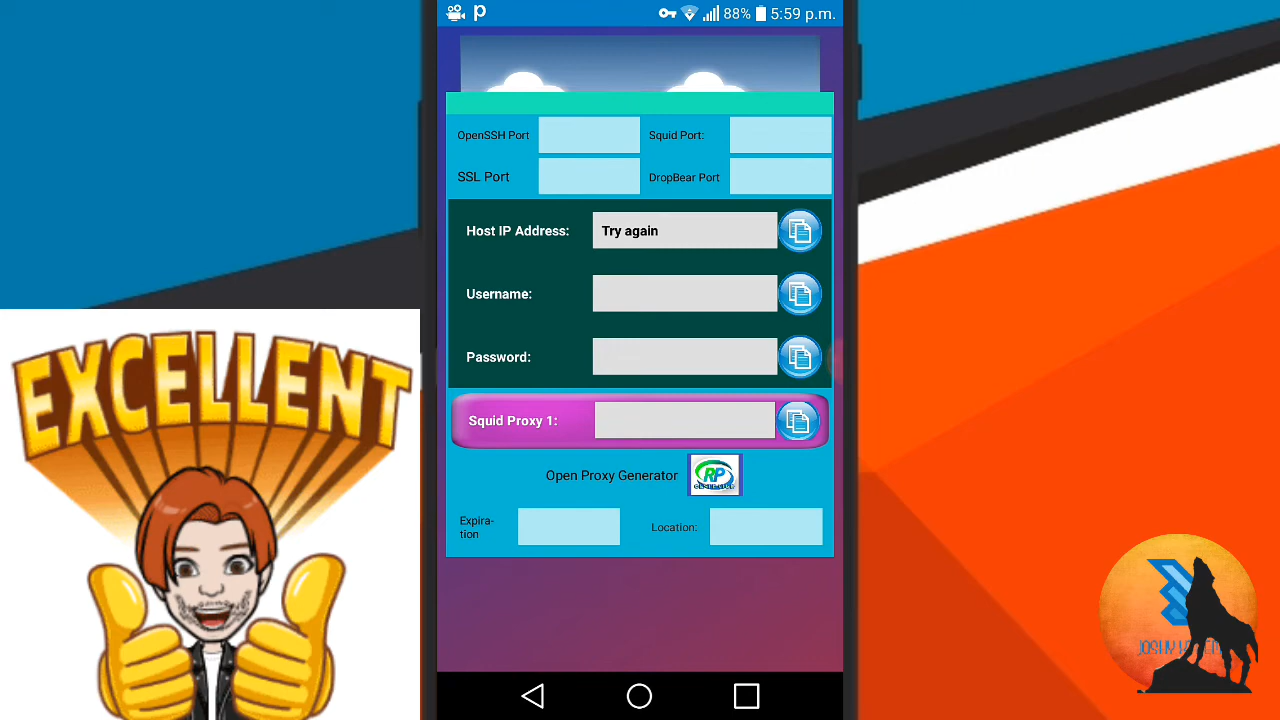 88% 5:59 p.m.
OpenSSH Port
Squid Port:
SSL Port
DropBear Port
Host IP Address:
Try again
Username:
Password:
Squid Proxy 1:
Open Proxy Generator
RP
Expira-
tion
Location:
EXCELLENT